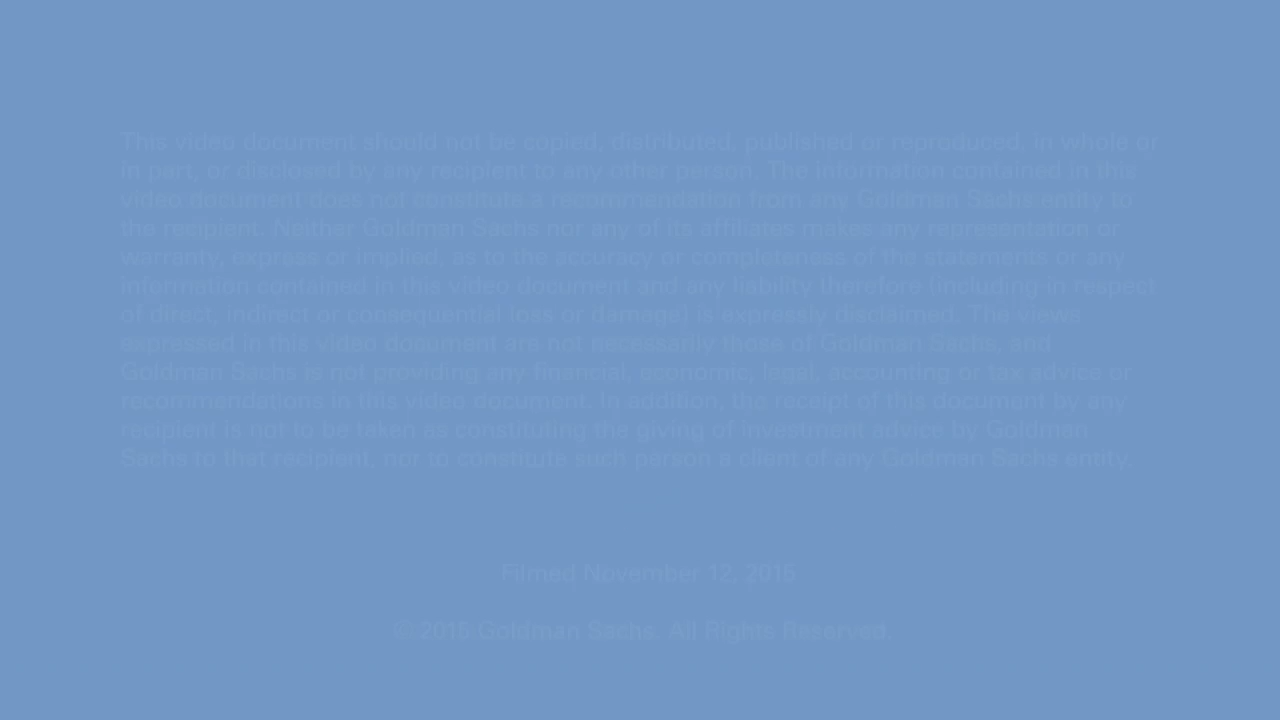 This video document should not be copied, distributed, published or reproduced, in whole or
in part, or disclosed by any recipient to any other person. The information contained in this
video document does not constitute a recommendation from any Goldman Sachs entity to
the recipient. Neither Goldman Sachs nor any of its affiliates makes any representation or
warranty, express or implied, as to the accuracy or completeness of the statements or any
information contained in this video document and any liability therefore (including in respect
of direct, indirect or consequential loss or damage) is expressly disclaimed. The views
expressed in this video document are not necessarily those of Goldman Sachs, and
Goldman Sachs is not providing any financial, economic, legal, accounting or tax advice or
recommendations in this video document. In addition, the receipt of this document by any
recipient is not to be taken as constituting the giving of investment advice by Goldman
Sachs to that recipient, nor to constitute such person a client of any Goldman Sachs entity.
Filmed November 12, 2015
© 2015 Goldman Sachs. All Rights Reserved.